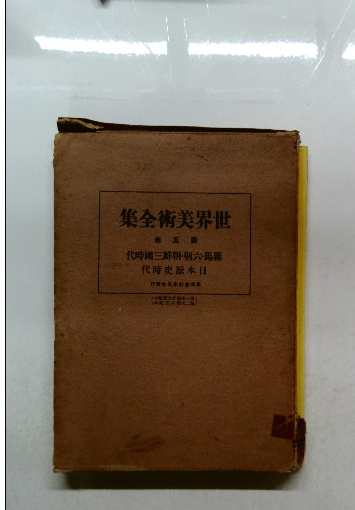 世界美術全集
第五卷
羅馬・六朝・朝鮮三國時代
日本原史時代